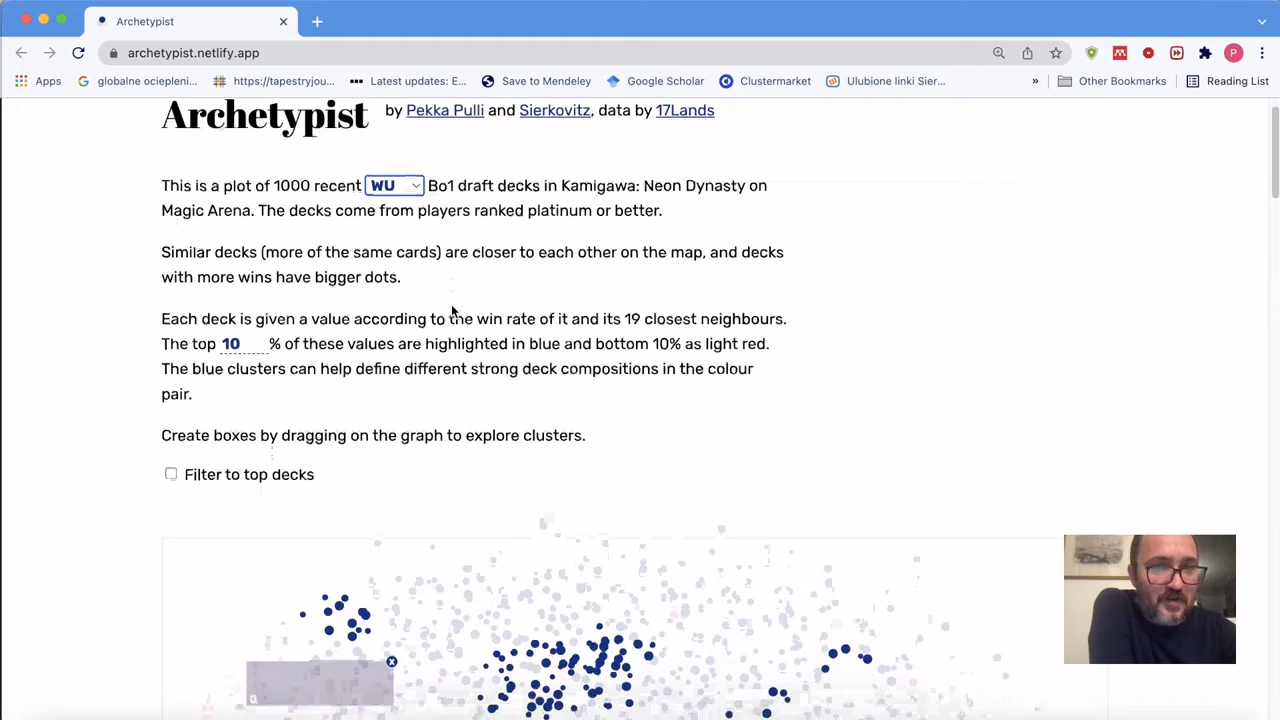 Archetypist
archetypist.netlify.app
P
Apps
globalne ociepleni...
https://tapestryjou...
Latest updates: E...
Save to Mendeley
Google Scholar
Clustermarket
Ulubione linki Sier...
»
Other Bookmarks
Reading List
Archetypist by Pekka Pulli and Sierkovitz, data by 17Lands
This is a plot of 1000 recent WU Bo1 draft decks in Kamigawa: Neon Dynasty on
Magic Arena. The decks come from players ranked platinum or better.
Similar decks (more of the same cards) are closer to each other on the map, and decks
with more wins have bigger dots.
Each deck is given a value according to the win rate of it and its 19 closest neighbours.
The top 10 % of these values are highlighted in blue and bottom 10% as light red.
The blue clusters can help define different strong deck compositions in the colour
pair.
Create boxes by dragging on the graph to explore clusters.
Filter to top decks